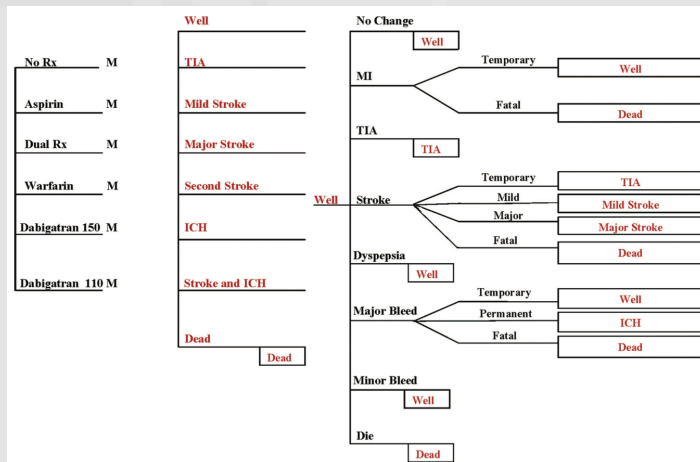 No Rx M
Aspirin M
Dual Rx M
Warfarin M
Dabigatran 150 M
Dabigatran 110 M
Well
TIA
Mild Stroke
Major Stroke
Second Stroke
ICH
Stroke and ICH
Dead
Dead
Well
No Change
Well
MI
Temporary
Well
Fatal
Dead
TIA
TIA
Stroke
Temporary
TIA
Mild
Mild Stroke
Major
Major Stroke
Fatal
Dead
Dyspepsia
Well
Major Bleed
Temporary
Well
Permanent
ICH
Fatal
Dead
Minor Bleed
Well
Die
Dead